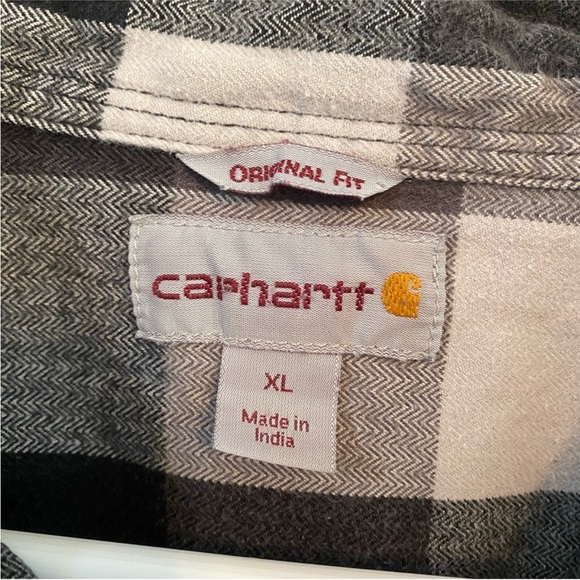 ORIGINAL FIT
carhartt
XL
Made in
India